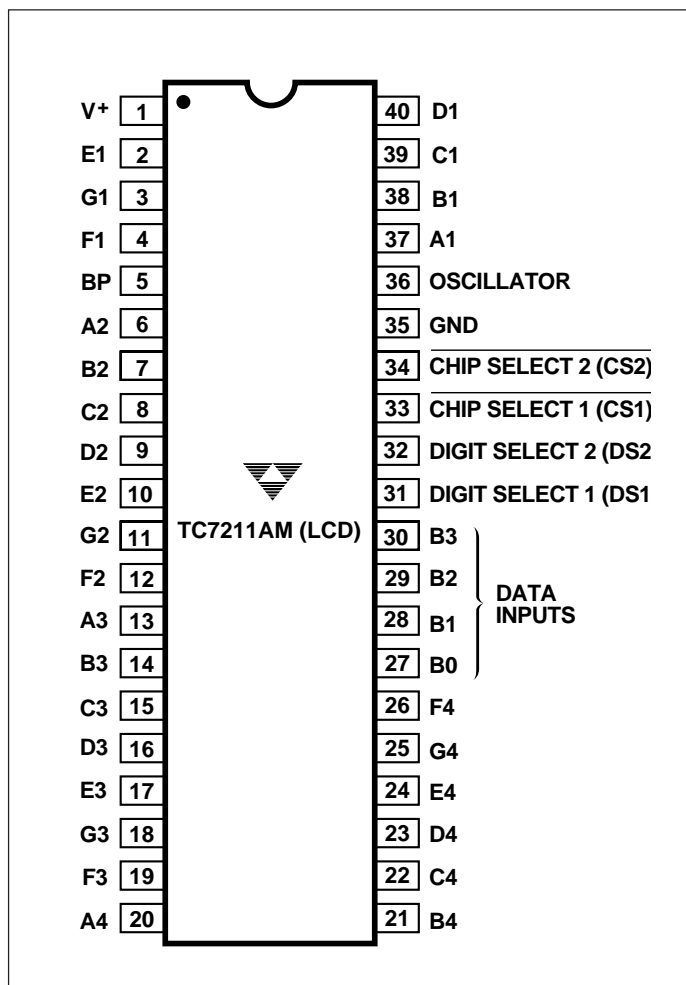 V+ 1
E1 2
G1 3
F1 4
BP 5
A2 6
B2 7
C2 8
D2 9
E2 10
G2 11
F2 12
A3 13
B3 14
C3 15
D3 16
E3 17
G3 18
F3 19
A4 20
TC7211AM (LCD)
40 D1
39 C1
38 B1
37 A1
36 OSCILLATOR
35 GND
34 CHIP SELECT 2 (CS2)
33 CHIP SELECT 1 (CS1)
32 DIGIT SELECT 2 (DS2
31 DIGIT SELECT 1 (DS1
30 B3
29 B2
28 B1
27 B0
DATA
INPUTS
26 F4
25 G4
24 E4
23 D4
22 C4
21 B4